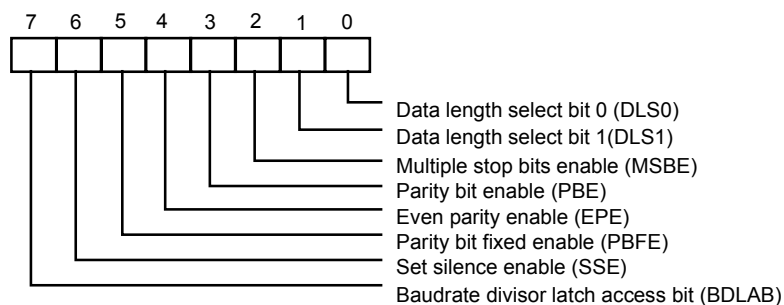 7 6 5 4 3 2 1 0
Data length select bit 0 (DLS0)
Data length select bit 1(DLS1)
Multiple stop bits enable (MSBE)
Parity bit enable (PBE)
Even parity enable (EPE)
Parity bit fixed enable (PBFE)
Set silence enable (SSE)
Baudrate divisor latch access bit (BDLAB)